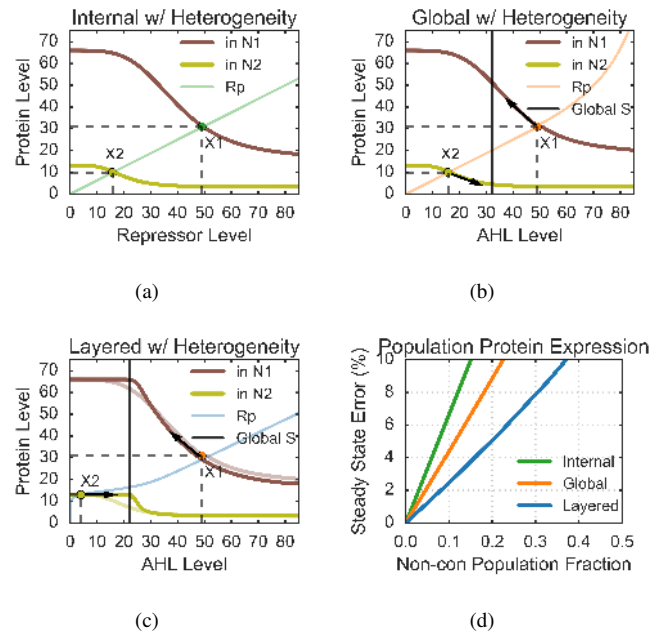 Internal w/ Heterogeneity
Protein Level
70
60
50
40
30
20
10
0
in N1
in N2
Rp
X2
X1
0 10 20 30 40 50 60 70 80
Repressor Level
(a)
Global w/ Heterogeneity
Protein Level
70
60
50
40
30
20
10
0
in N1
in N2
Rp
Global S
X2
X1
0 10 20 30 40 50 60 70 80
AHL Level
(b)
Layered w/ Heterogeneity
Protein Level
70
60
50
40
30
20
10
0
in N1
in N2
Rp
Global S
X2
X1
0 10 20 30 40 50 60 70 80
AHL Level
(c)
Population Protein Expression
Steady State Error (%)
10
8
6
4
2
0
Internal
Global
Layered
0.0 0.1 0.2 0.3 0.4 0.5
Non-con Population Fraction
(d)